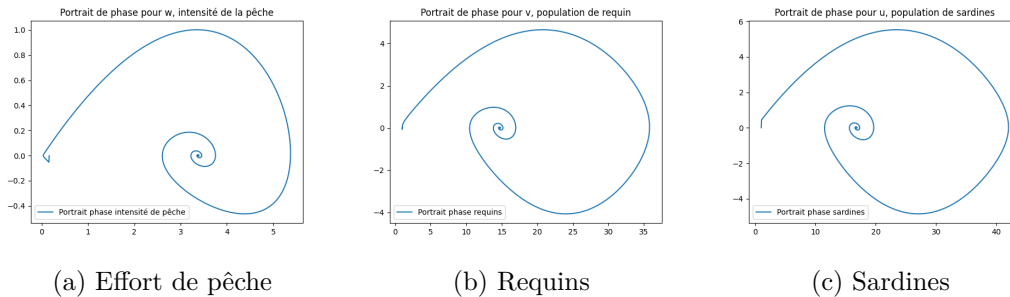 Portrait de phase pour w, intensité de la pêche
1.0
0.8
0.6
0.4
0.2
0.0
−0.2
−0.4
0 1 2 3 4 5
Portrait phase intensité de pêche
(a) Effort de pêche
Portrait de phase pour v, population de requin
4
2
0
−2
−4
0 5 10 15 20 25 30 35
Portrait phase requins
(b) Requins
Portrait de phase pour u, population de sardines
6
4
2
0
−2
−4
0 10 20 30 40
Portrait phase sardines
(c) Sardines